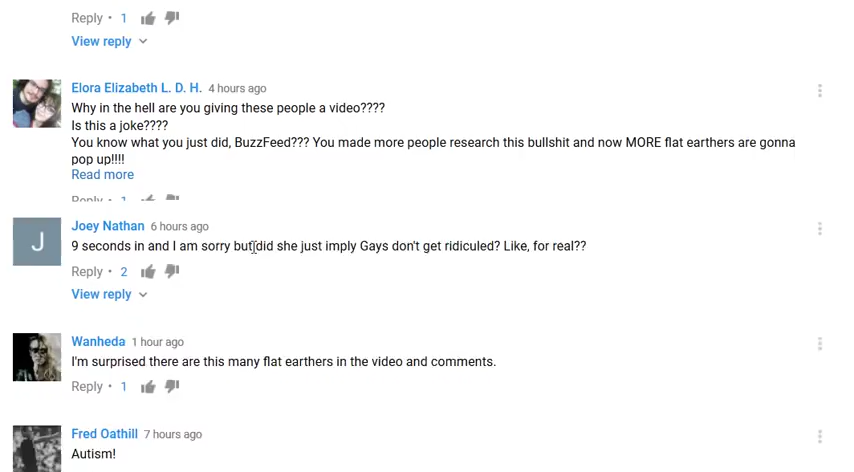 Reply • 1
View reply
Elora Elizabeth L. D. H. 4 hours ago
Why in the hell are you giving these people a video????
Is this a joke????
You know what you just did, BuzzFeed??? You made more people research this bullshit and now MORE flat earthers are gonna
pop up!!!!
Read more
Reply • 1
J
Joey Nathan 6 hours ago
9 seconds in and I am sorry but did she just imply Gays don't get ridiculed? Like, for real??
Reply • 2
View reply
Wanheda 1 hour ago
I'm surprised there are this many flat earthers in the video and comments.
Reply • 1
Fred Oathill 7 hours ago
Autism!